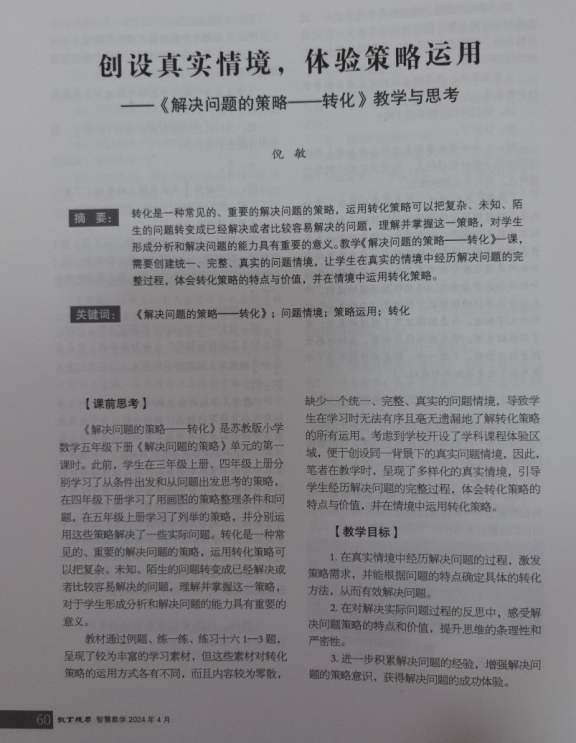 创设真实情境，体验策略运用
——《解决问题的策略——转化》教学与思考
倪 敏
摘 要： 转化是一种常见的、重要的解决问题的策略，运用转化策略可以把复杂、未知、陌
生的问题转变成已经解决或者比较容易解决的问题，理解并掌握这一策略，对学生
形成分析和解决问题的能力具有重要的意义。教学《解决问题的策略——转化》一课，
需要创建统一、完整、真实的问题情境，让学生在真实的情境中经历解决问题的完
整过程，体会转化策略的特点与价值，并在情境中运用转化策略。
关键词： 《解决问题的策略——转化》；问题情境；策略运用；转化
【课前思考】
《解决问题的策略——转化》是苏教版小学
数学五年级下册《解决问题的策略》单元的第一
课时。此前，学生在三年级上册、四年级上册分
别学习了从条件出发和从问题出发思考的策略，
在四年级下册学习了用画图的策略整理条件和问
题，在五年级上册学习了列举的策略，并分别运
用这些策略解决了一些实际问题。转化是一种常
见的、重要的解决问题的策略，运用转化策略可
以把复杂、未知、陌生的问题转变成已经解决或
者比较容易解决的问题，理解并掌握这一策略，
对于学生形成分析和解决问题的能力具有重要的
意义。
教材通过例题、练一练、练习十六 1—3 题，
呈现了较为丰富的学习素材，但这些素材对转化
策略的运用方式各有不同，而且内容较为零散，
缺少一个统一、完整、真实的问题情境，导致学
生在学习时无法有序且毫无遗漏地了解转化策略
的所有运用。考虑到学校开设了学科课程体验区
域，便于创设同一背景下的真实问题情境，因此，
笔者在教学时，呈现了多样化的真实情境，引导
学生经历解决问题的完整过程，体会转化策略的
特点与价值，并在情境中运用转化策略。
【教学目标】
1. 在真实情境中经历解决问题的过程，激发
策略需求，并能根据问题的特点确定具体的转化
方法，从而有效解决问题。
2. 在对解决实际问题过程的反思中，感受解
决问题策略的特点和价值，提升思维的条理性和
严密性。
3. 进一步积累解决问题的经验，增强解决问
题的策略意识，获得解决问题的成功体验。
60 教育视界 智慧教学 2024 年 4 月